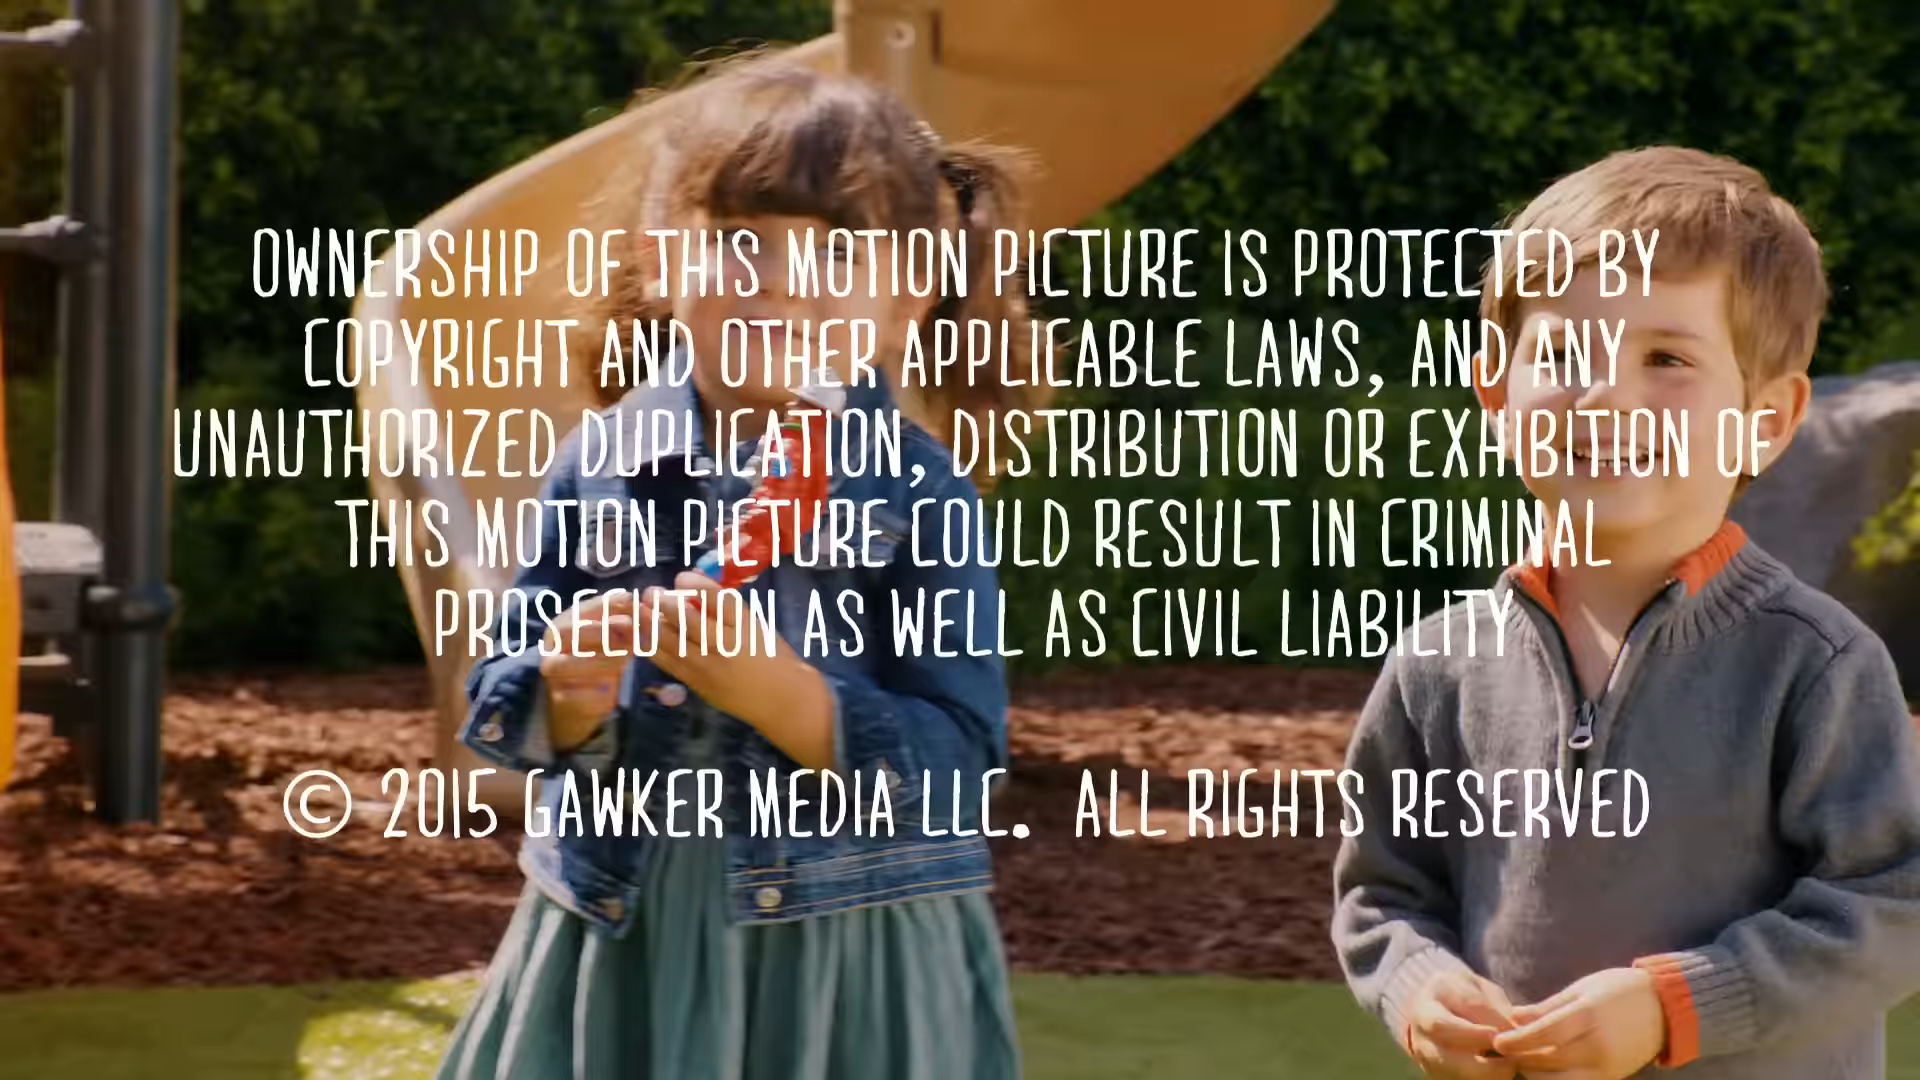 OWNERSHIP OF THIS MOTION PICTURE IS PROTECTED BY
COPYRIGHT AND OTHER APPLICABLE LAWS, AND ANY
UNAUTHORIZED DUPLICATION, DISTRIBUTION OR EXHIBITION OF
THIS MOTION PICTURE COULD RESULT IN CRIMINAL
PROSECUTION AS WELL AS CIVIL LIABILITY
© 2015 GAWKER MEDIA LLC. ALL RIGHTS RESERVED